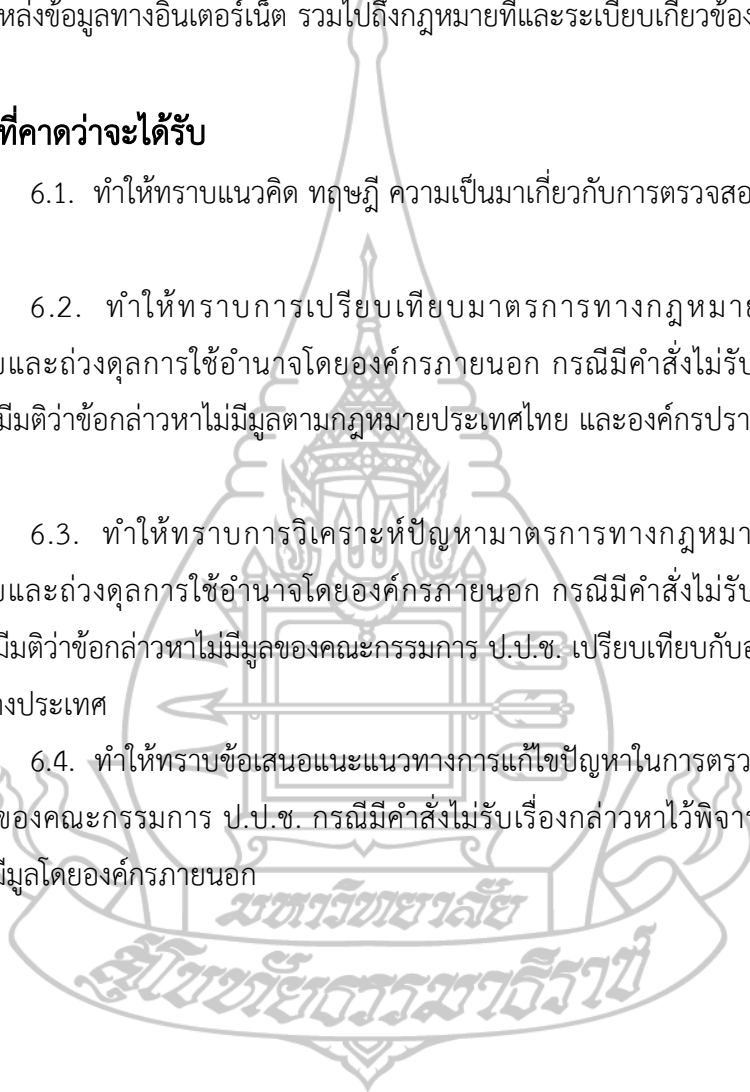 หล่งข้อมูลทางอินเตอร์เน็ต รวมไปถึงกฎหมายที่และระเบียบเกี่ยวข้อง
ที่คาดว่าจะได้รับ
6.1. ทำให้ทราบแนวคิด ทฤษฎี ความเป็นมาเกี่ยวกับการตรวจสอ
6.2. ทำให้ทราบการเปรียบเทียบมาตรการทางกฎหมาย
และถ่วงดุลการใช้อำนาจโดยองค์กรภายนอก กรณีมีคำสั่งไม่รับ
มีมติว่าข้อกล่าวหาไม่มีมูลตามกฎหมายประเทศไทย และองค์กรปรา
6.3. ทำให้ทราบการวิเคราะห์ปัญหามาตรการทางกฎหมา
และถ่วงดุลการใช้อำนาจโดยองค์กรภายนอก กรณีมีคำสั่งไม่รับ
มีมติว่าข้อกล่าวหาไม่มีมูลของคณะกรรมการ ป.ป.ช. เปรียบเทียบกับอ
างประเทศ
6.4. ทำให้ทราบข้อเสนอแนะแนวทางการแก้ไขปัญหาในการตรว
ของคณะกรรมการ ป.ป.ช. กรณีมีคำสั่งไม่รับเรื่องกล่าวหาไว้พิจาร
มีมูลโดยองค์กรภายนอก
มหาวิทยาลัย
สุโขทัยธรรมาธิราช